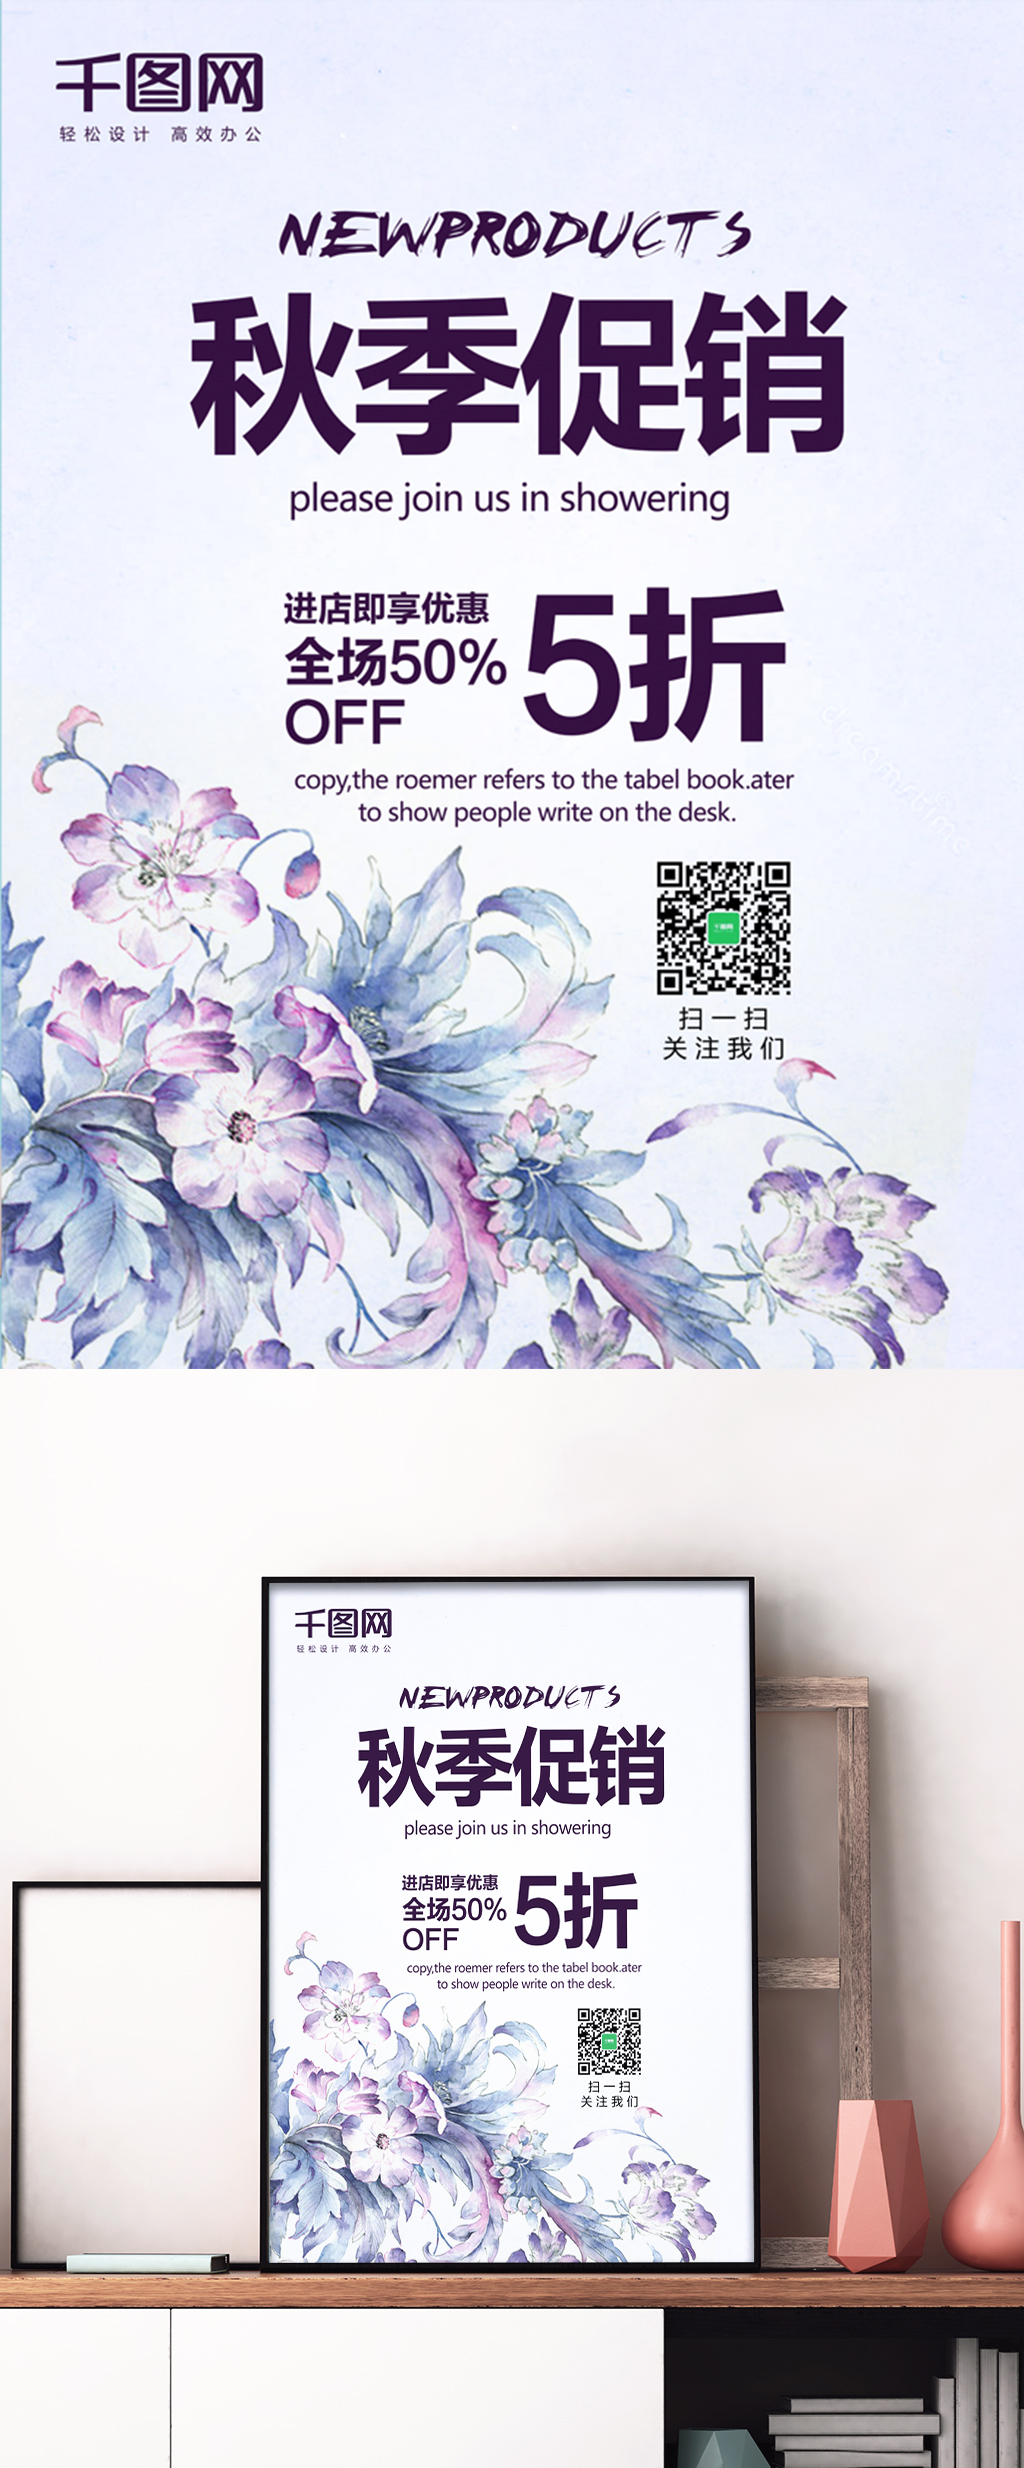 千图网
轻松设计 高效办公
NEWPRODUCTS
秋季促销
please join us in showering
进店即享优惠
全场50%
OFF
5折
copy,the roemer refers to the tabel book.ater
to show people write on the desk.
dreamstime
千图网
扫一扫
关注我们
千图网
轻松设计 高效办公
NEWPRODUCTS
秋季促销
please join us in showering
进店即享优惠
全场50%
OFF
5折
copy,the roemer refers to the tabel book.ater
to show people write on the desk.
扫一扫
关注我们